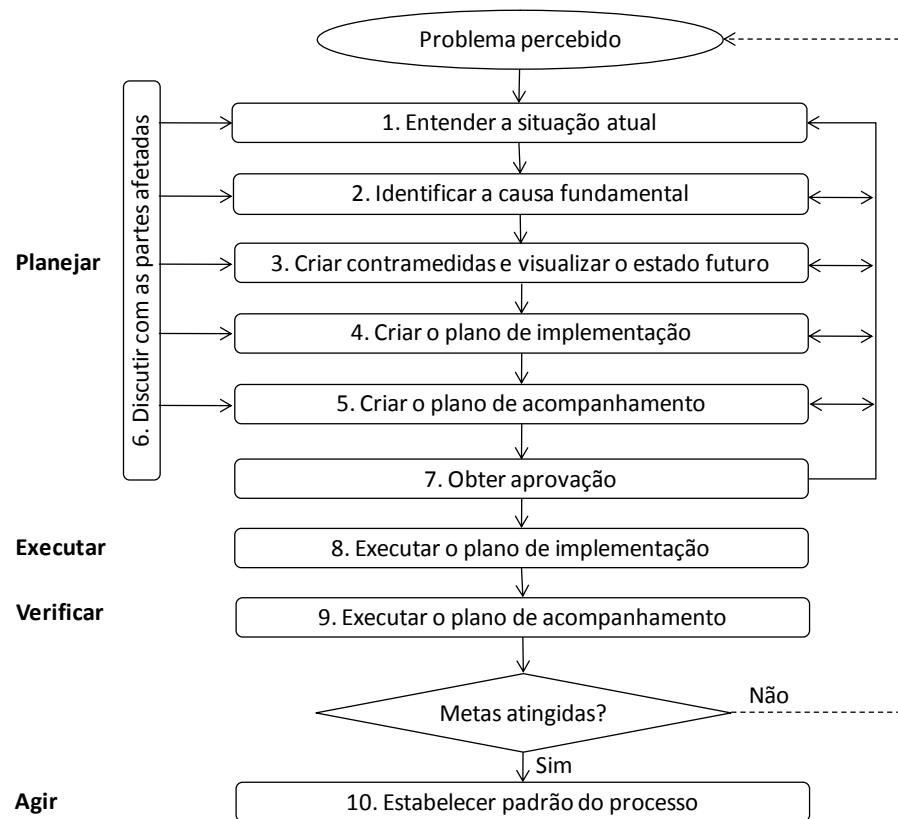 Problema percebido
1. Entender a situação atual
2. Identificar a causa fundamental
Planejar
3. Criar contramedidas e visualizar o estado futuro
6. Discutir com as partes afetadas
4. Criar o plano de implementação
5. Criar o plano de acompanhamento
7. Obter aprovação
Executar
8. Executar o plano de implementação
Verificar
9. Executar o plano de acompanhamento
Metas atingidas?
Não
Sim
Agir
10. Estabelecer padrão do processo